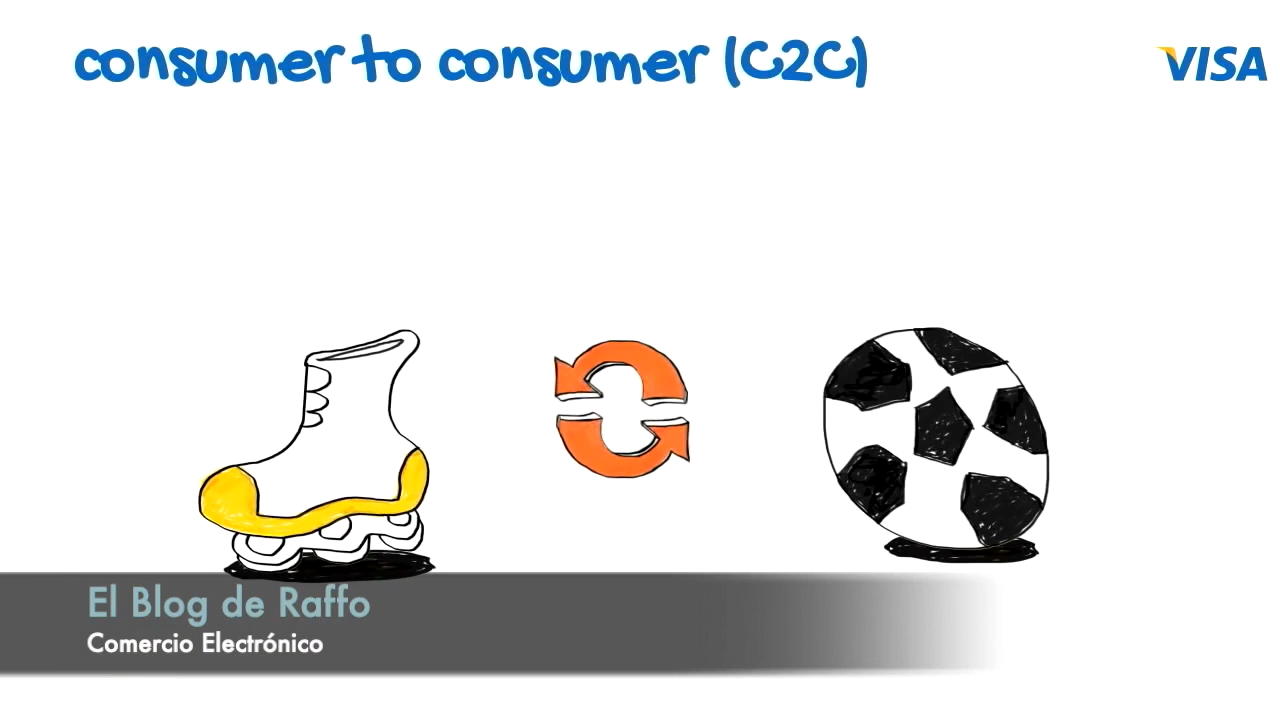 consumer to consumer (C2C)
VISA
El Blog de Raffo
Comercio Electrónico